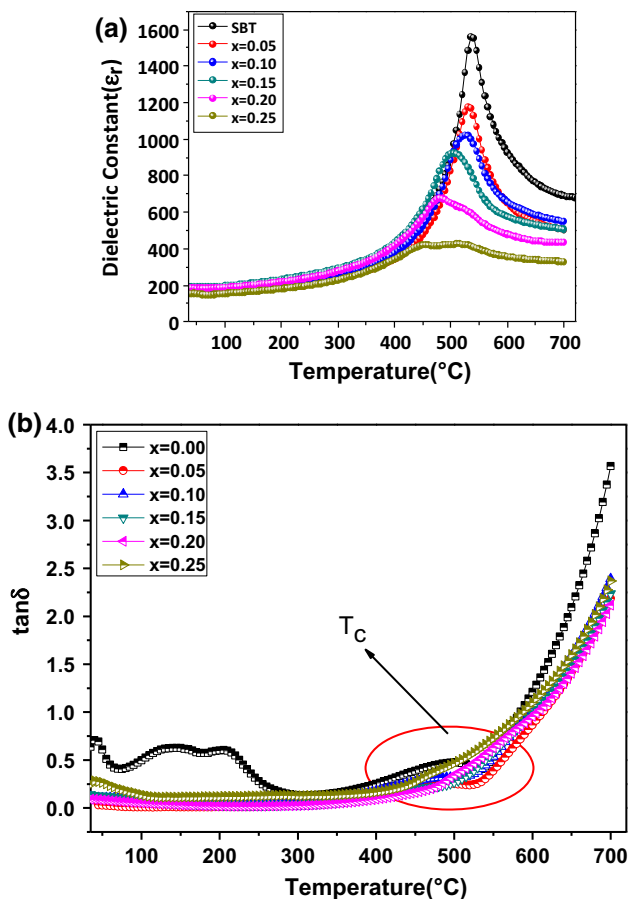 (a)
SBT
x=0.05
x=0.10
x=0.15
x=0.20
x=0.25
Dielectric Constant(εr)
1600
1400
1200
1000
800
600
400
200
0
100 200 300 400 500 600 700
Temperature(°C)
(b)
x=0.00
x=0.05
x=0.10
x=0.15
x=0.20
x=0.25
TC
tanδ
4.0
3.5
3.0
2.5
2.0
1.5
1.0
0.5
0.0
100 200 300 400 500 600 700
Temperature(°C)